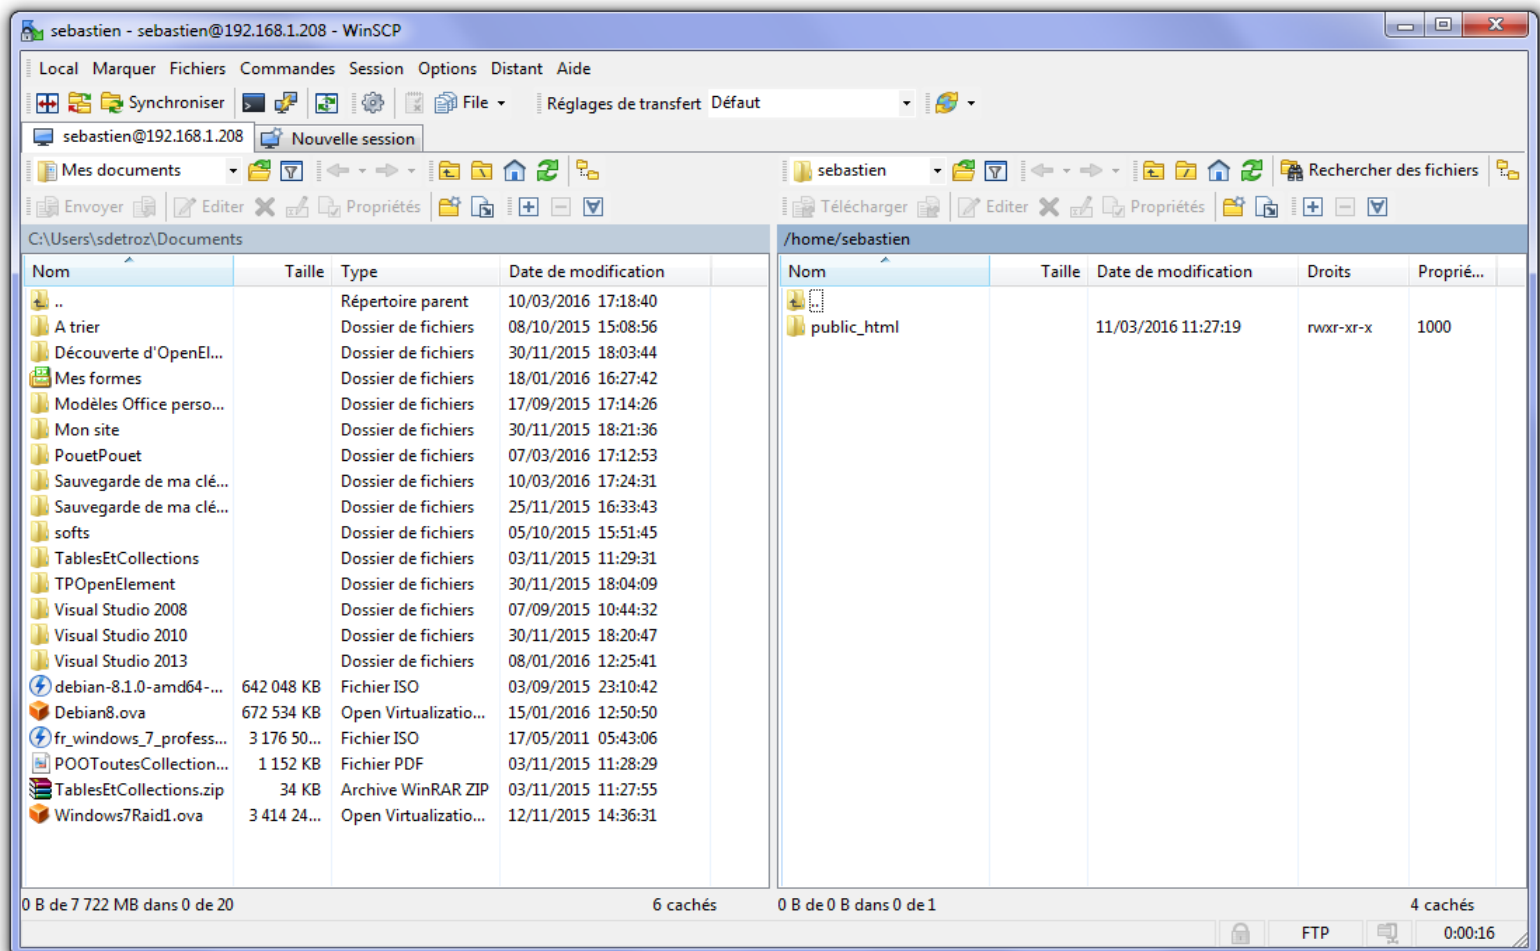 sebastien - sebastien@192.168.1.208 - WinSCP
Local Marquer Fichiers Commandes Session Options Distant Aide
Synchroniser File Réglages de transfert Défaut
sebastien@192.168.1.208 Nouvelle session
Mes documents sebastien Rechercher des fichiers
Envoyer Editer Propriétés Télécharger Editer Propriétés
C:\Users\sdetroz\Documents /home/sebastien
Nom Taille Type Date de modification Nom Taille Date de modification Droits Proprié...
.. Répertoire parent 10/03/2016 17:18:40 ..
A trier Dossier de fichiers 08/10/2015 15:08:56 public_html 11/03/2016 11:27:19 rwxr-xr-x 1000
Découverte d'OpenEl... Dossier de fichiers 30/11/2015 18:03:44
Mes formes Dossier de fichiers 18/01/2016 16:27:42
Modèles Office perso... Dossier de fichiers 17/09/2015 17:14:26
Mon site Dossier de fichiers 30/11/2015 18:21:36
PouetPouet Dossier de fichiers 07/03/2016 17:12:53
Sauvegarde de ma clé... Dossier de fichiers 10/03/2016 17:24:31
Sauvegarde de ma clé... Dossier de fichiers 25/11/2015 16:33:43
softs Dossier de fichiers 05/10/2015 15:51:45
TablesEtCollections Dossier de fichiers 03/11/2015 11:29:31
TPOpenElement Dossier de fichiers 30/11/2015 18:04:09
Visual Studio 2008 Dossier de fichiers 07/09/2015 10:44:32
Visual Studio 2010 Dossier de fichiers 30/11/2015 18:20:47
Visual Studio 2013 Dossier de fichiers 08/01/2016 12:25:41
debian-8.1.0-amd64-... 642 048 KB Fichier ISO 03/09/2015 23:10:42
Debian8.ova 672 534 KB Open Virtualizatio... 15/01/2016 12:50:50
fr_windows_7_profess... 3 176 50... Fichier ISO 17/05/2011 05:43:06
POOToutesCollection... 1 152 KB Fichier PDF 03/11/2015 11:28:29
TablesEtCollections.zip 34 KB Archive WinRAR ZIP 03/11/2015 11:27:55
Windows7Raid1.ova 3 414 24... Open Virtualizatio... 12/11/2015 14:36:31
0 B de 7 722 MB dans 0 de 20 6 cachés 0 B de 0 B dans 0 de 1 4 cachés
FTP 0:00:16